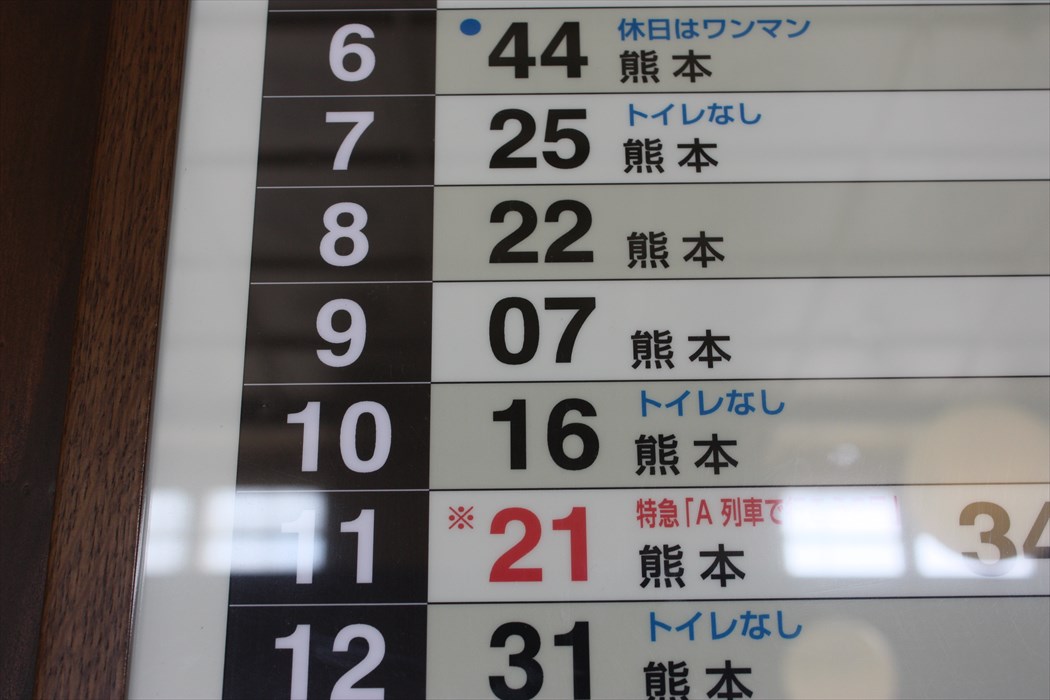 6 ●44 休日はワンマン
熊本
7 25 トイレなし
熊本
8 22 熊本
9 07 熊本
10 16 トイレなし
熊本
11 ※21 特急「A 列車で
熊本 34
12 31 トイレなし
熊本